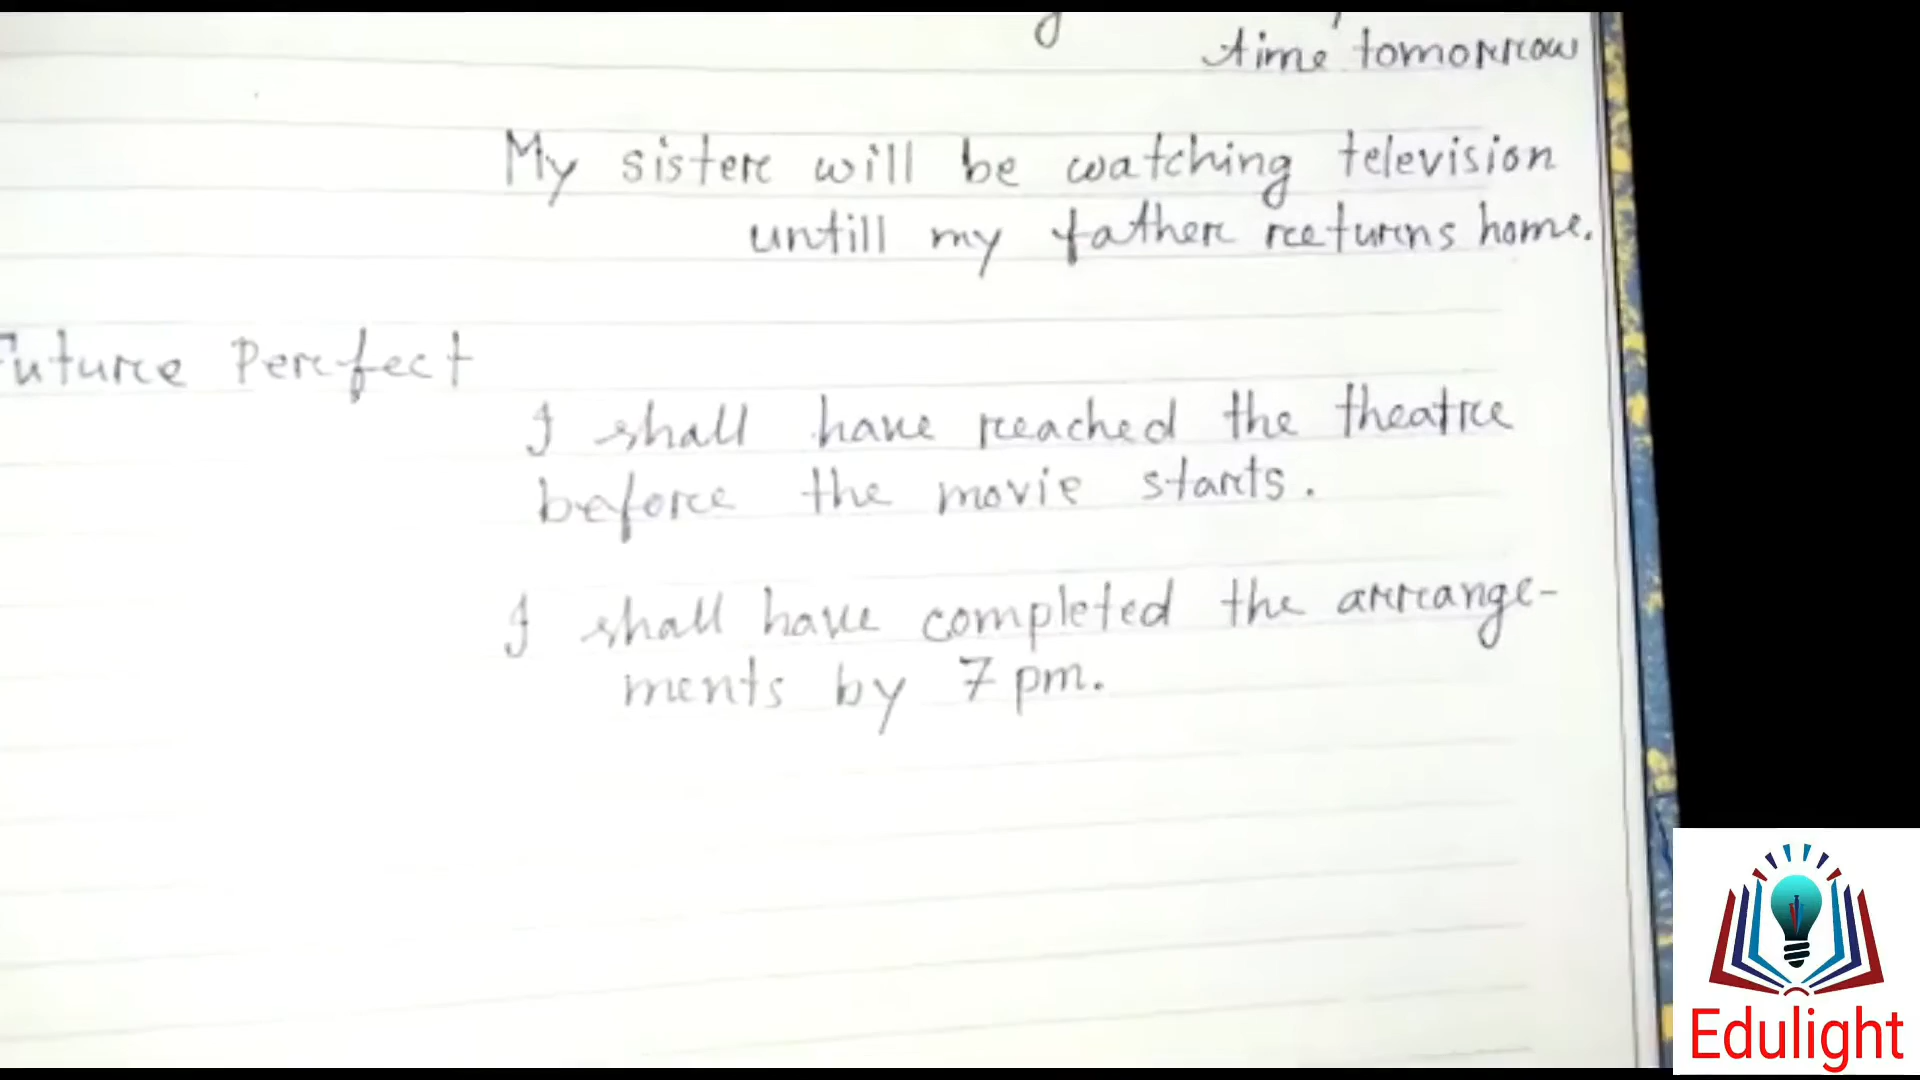 time tomorrow
My sister will be watching television
untill my father returns home.
Future Perfect
I shall have reached the theatre
before the movie starts.
I shall have completed the arrange-
ments by 7 pm.
Edulight